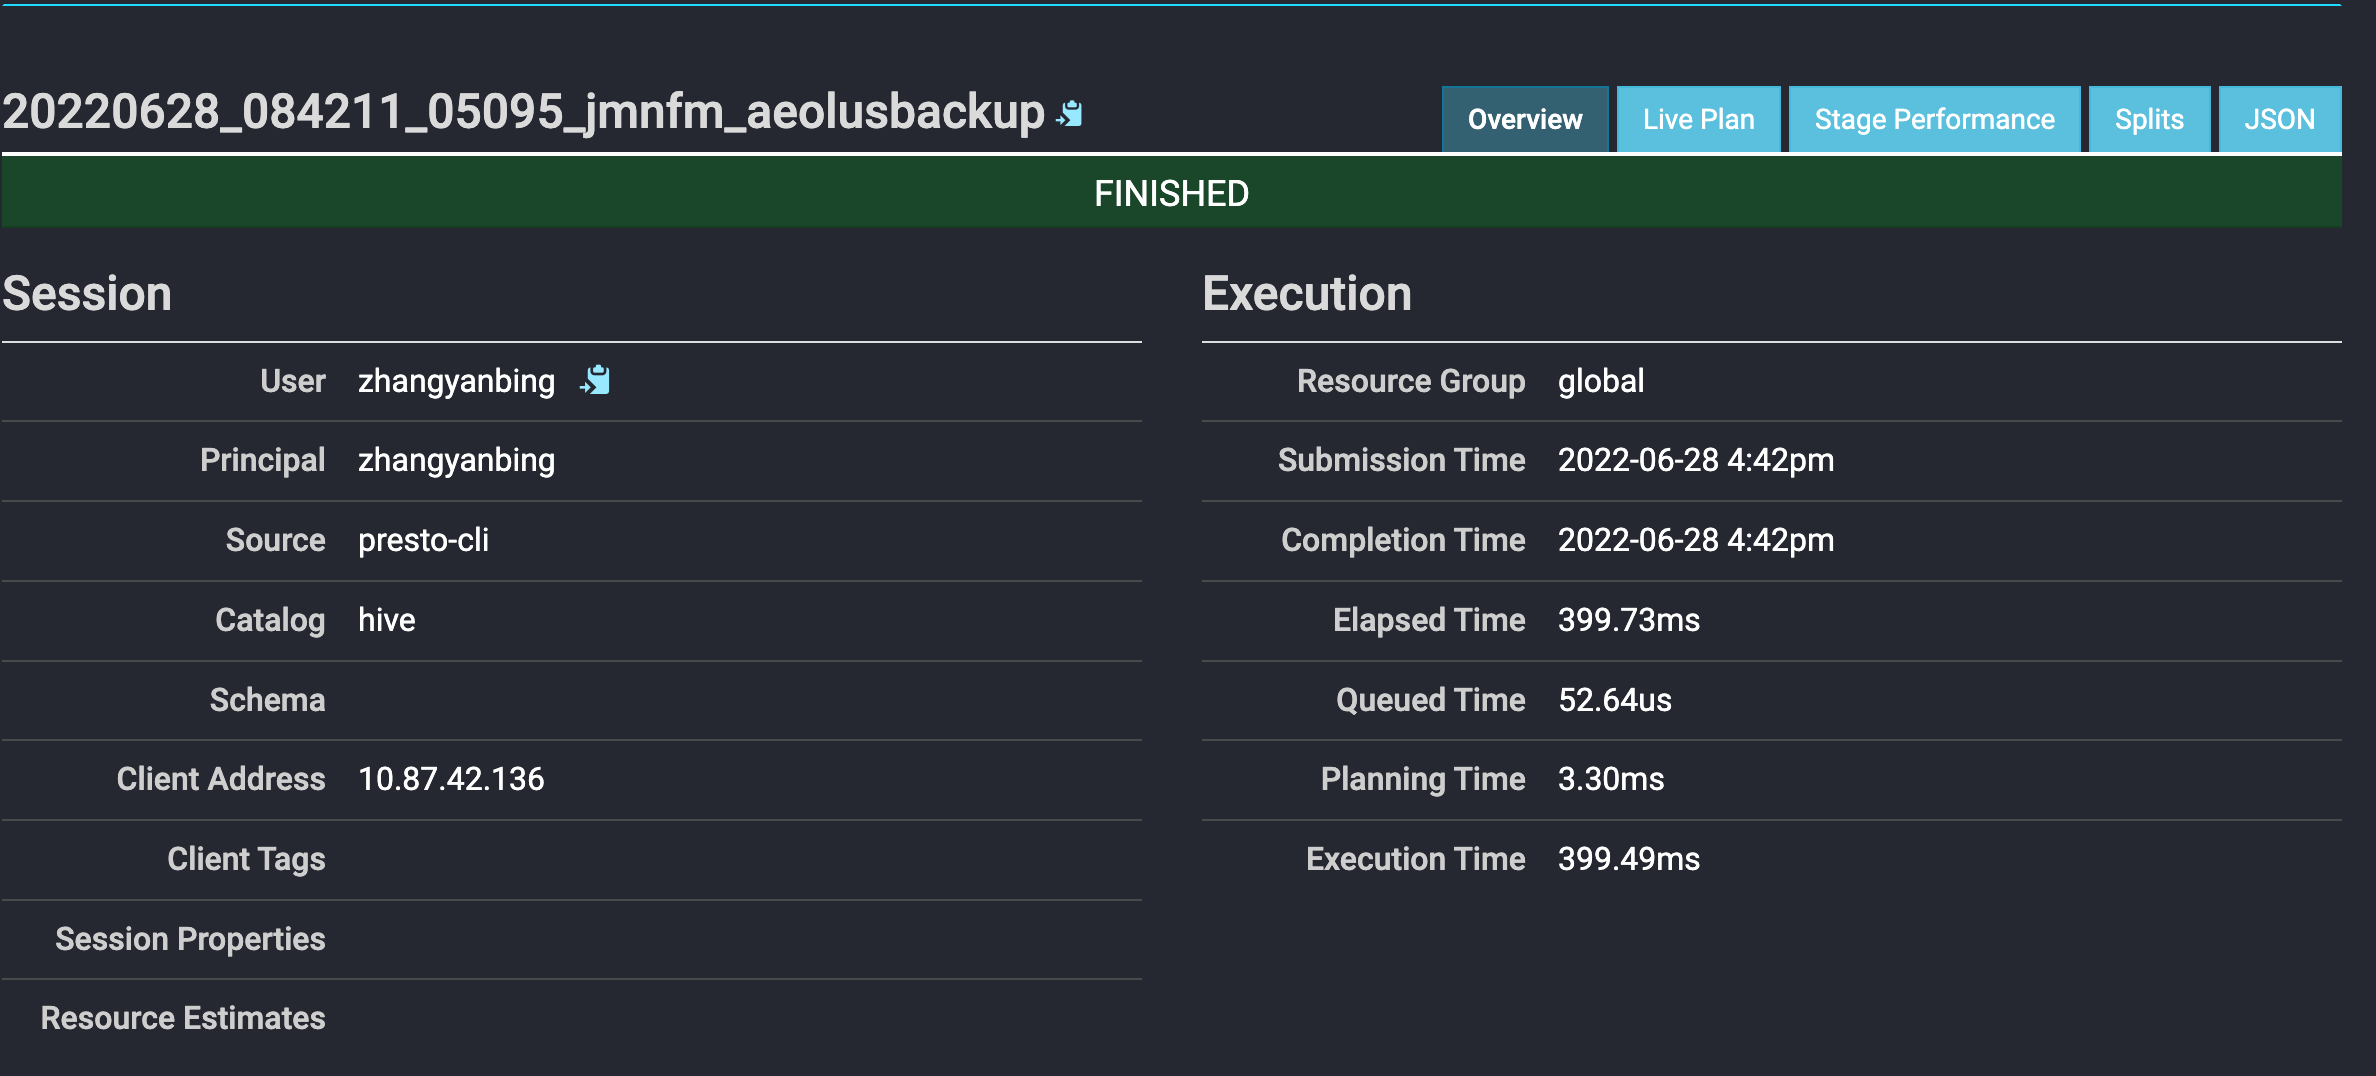 20220628_084211_05095_jmnfm_aeolusbackup
Overview
Live Plan
Stage Performance
Splits
JSON
FINISHED
Session
User zhangyanbing
Principal zhangyanbing
Source presto-cli
Catalog hive
Schema
Client Address 10.87.42.136
Client Tags
Session Properties
Resource Estimates
Execution
Resource Group global
Submission Time 2022-06-28 4:42pm
Completion Time 2022-06-28 4:42pm
Elapsed Time 399.73ms
Queued Time 52.64us
Planning Time 3.30ms
Execution Time 399.49ms